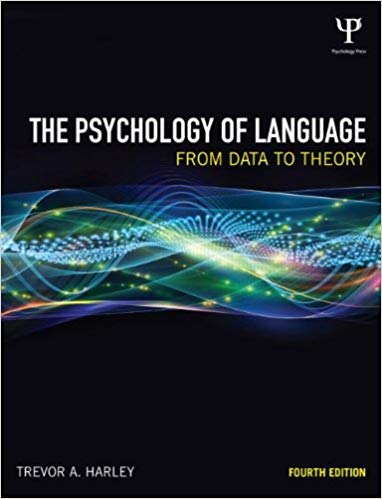 Psychology Press
THE PSYCHOLOGY OF LANGUAGE
FROM DATA TO THEORY
TREVOR A. HARLEY
FOURTH EDITION